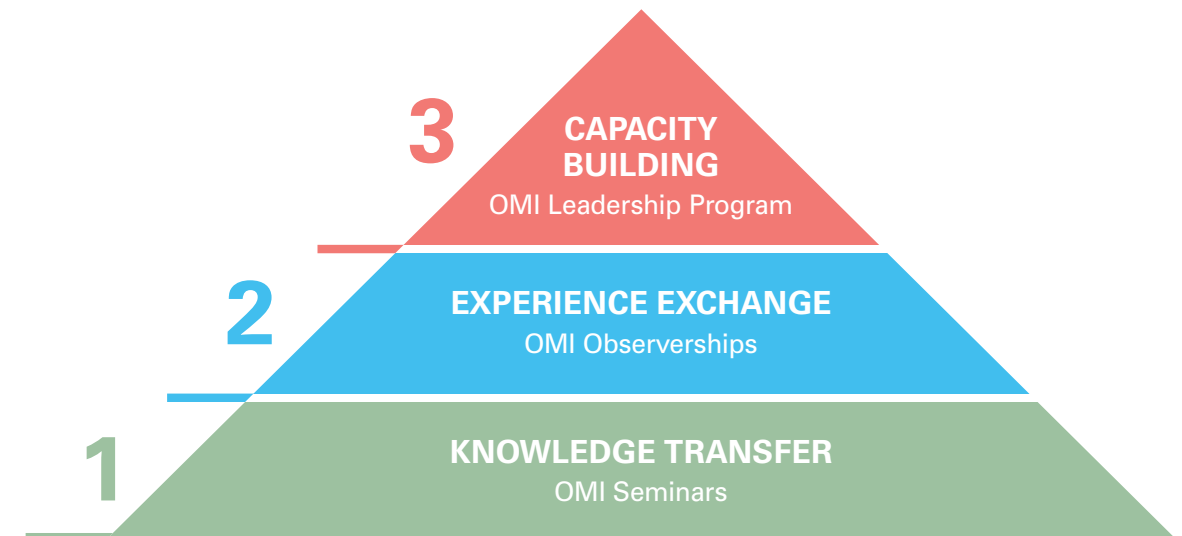 3
CAPACITY
BUILDING
OMI Leadership Program
2
EXPERIENCE EXCHANGE
OMI Observerships
1
KNOWLEDGE TRANSFER
OMI Seminars